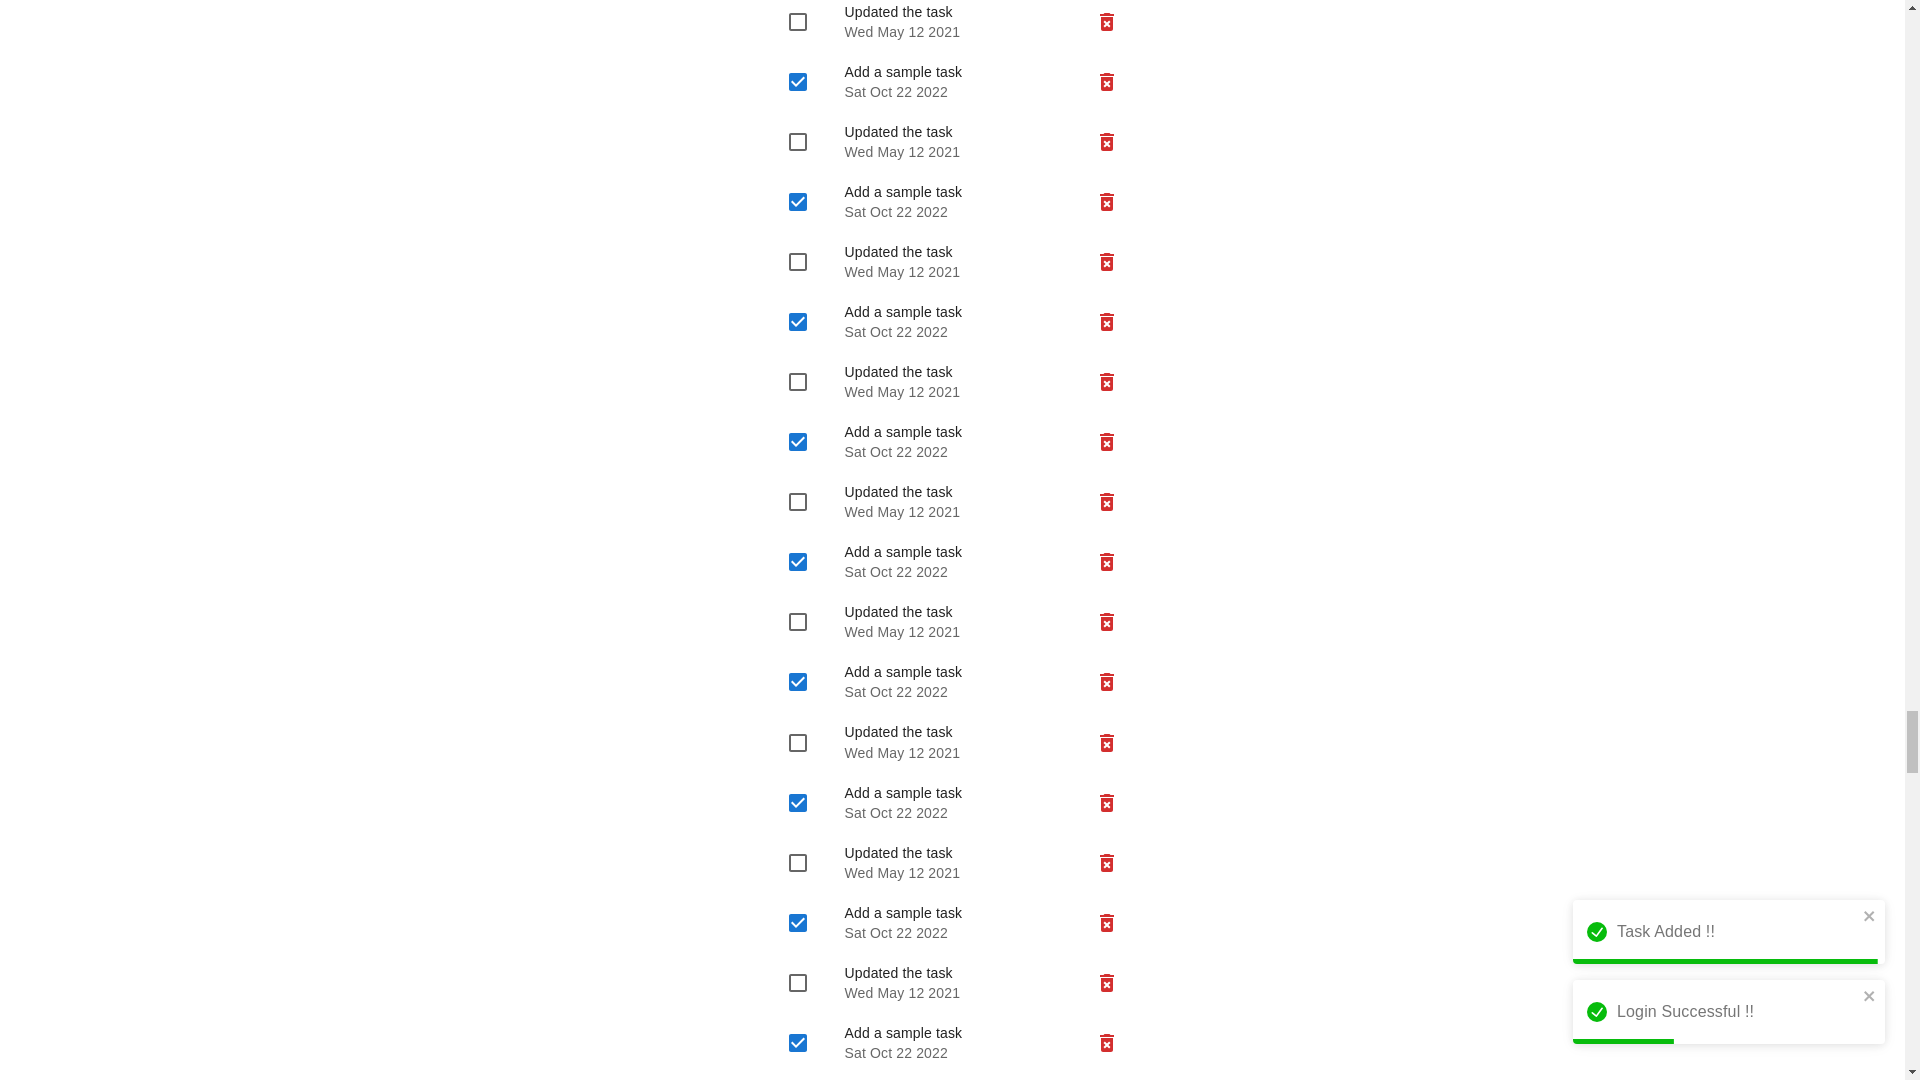 Updated the task
Wed May 12 2021
Add a sample task
Sat Oct 22 2022
Updated the task
Wed May 12 2021
Add a sample task
Sat Oct 22 2022
Updated the task
Wed May 12 2021
Add a sample task
Sat Oct 22 2022
Updated the task
Wed May 12 2021
Add a sample task
Sat Oct 22 2022
Updated the task
Wed May 12 2021
Add a sample task
Sat Oct 22 2022
Updated the task
Wed May 12 2021
Add a sample task
Sat Oct 22 2022
Updated the task
Wed May 12 2021
Add a sample task
Sat Oct 22 2022
Updated the task
Wed May 12 2021
Add a sample task
Sat Oct 22 2022
Updated the task
Wed May 12 2021
Add a sample task
Sat Oct 22 2022
Task Added !!
Login Successful !!